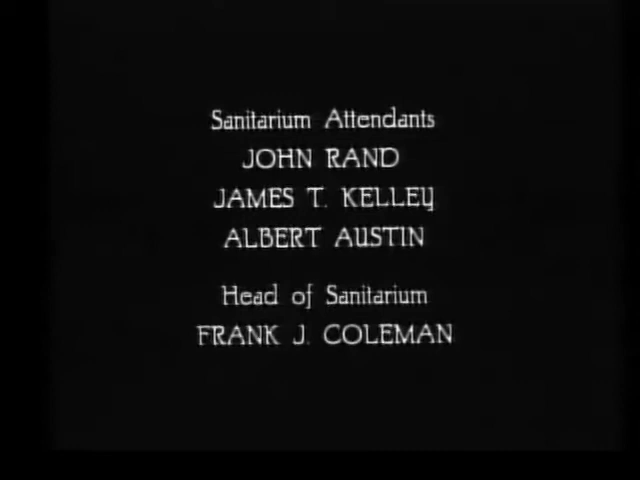 Sanitarium Attendants
JOHN RAND
JAMES T. KELLEY
ALBERT AUSTIN
Head of Sanitarium
FRANK J. COLEMAN